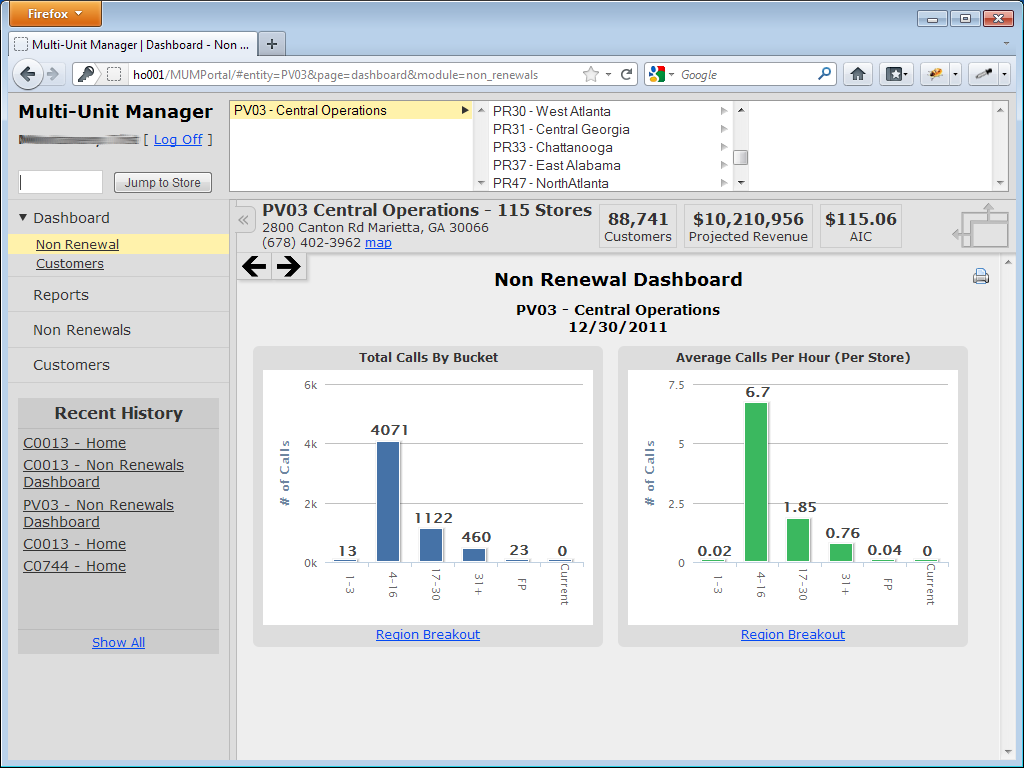 Firefox
Multi-Unit Manager | Dashboard - Non ...
ho001/MUMPortal/#entity=PV03&page=dashboard&module=non_renewals
Google
Multi-Unit Manager
[ Log Off ]
Jump to Store
PV03 - Central Operations
PR30 - West Atlanta
PR31 - Central Georgia
PR33 - Chattanooga
PR37 - East Alabama
PR47 - NorthAtlanta
Dashboard
Non Renewal
Customers
Reports
Non Renewals
Customers
Recent History
C0013 - Home
C0013 - Non Renewals
Dashboard
PV03 - Non Renewals
Dashboard
C0013 - Home
C0744 - Home
Show All
PV03 Central Operations - 115 Stores
2800 Canton Rd Marietta, GA 30066
(678) 402-3962 map
88,741
Customers
$10,210,956
Projected Revenue
$115.06
AIC
Non Renewal Dashboard
PV03 - Central Operations
12/30/2011
Total Calls By Bucket
# of Calls
6k
4k
2k
0k
13
4071
1122
460
23
0
1-3
4-16
17-30
31+
FP
Current
Region Breakout
Average Calls Per Hour (Per Store)
# of Calls
7.5
5
2.5
0
0.02
6.7
1.85
0.76
0.04
0
1-3
4-16
17-30
31+
FP
Current
Region Breakout